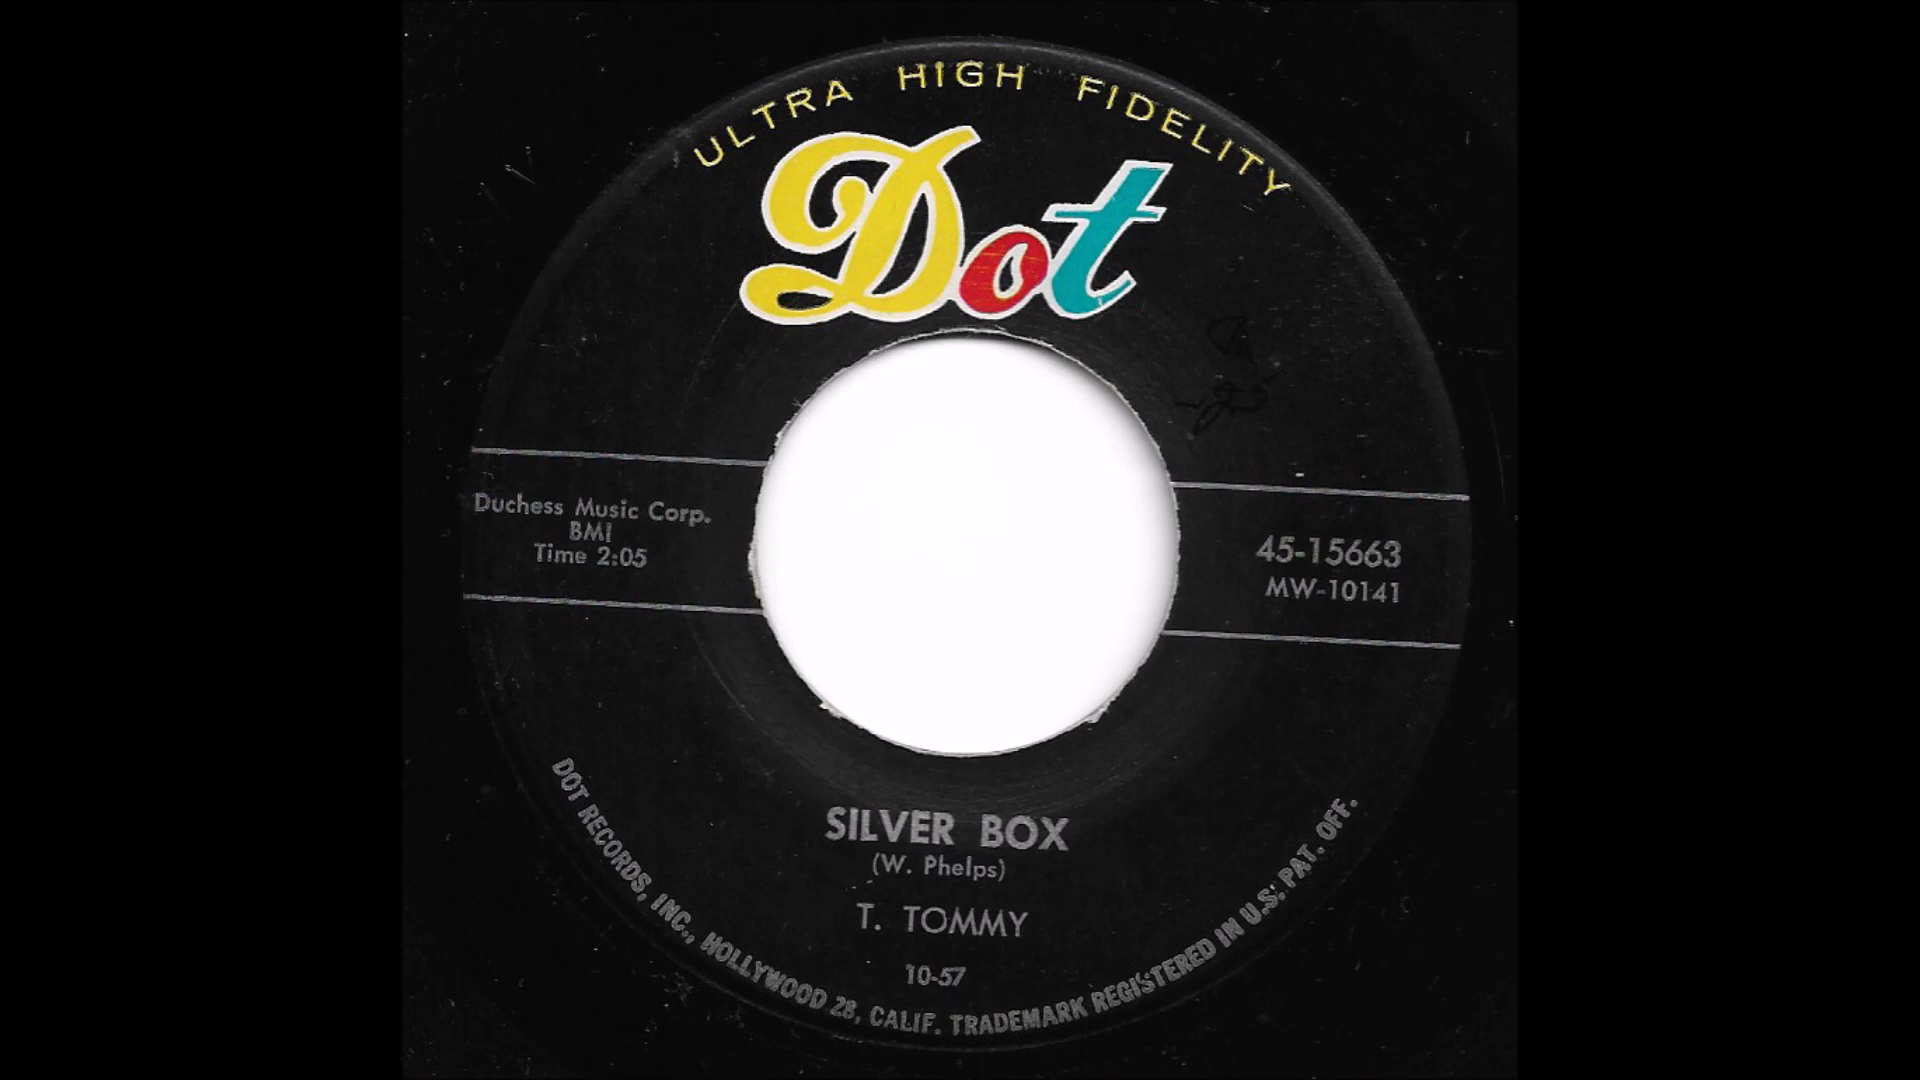 ULTRA HIGH FIDELITY
Dot
Duchess Music Corp.
BMI
Time 2:05
45-15663
MW-10141
SILVER BOX
(W. Phelps)
T. TOMMY
10-57
DOT RECORDS, INC., HOLLYWOOD 28, CALIF. TRADEMARK REGISTERED IN U.S. PAT. OFF.